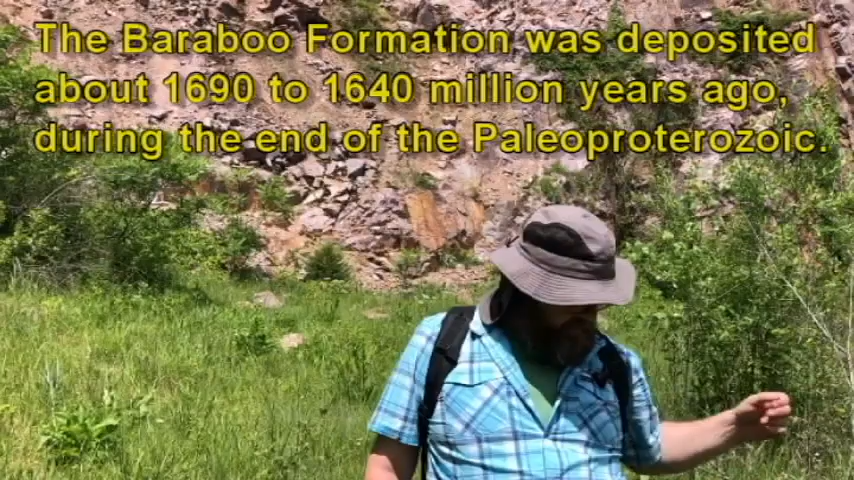 The Baraboo Formation was deposited
about 1690 to 1640 million years ago,
during the end of the Paleoproterozoic.